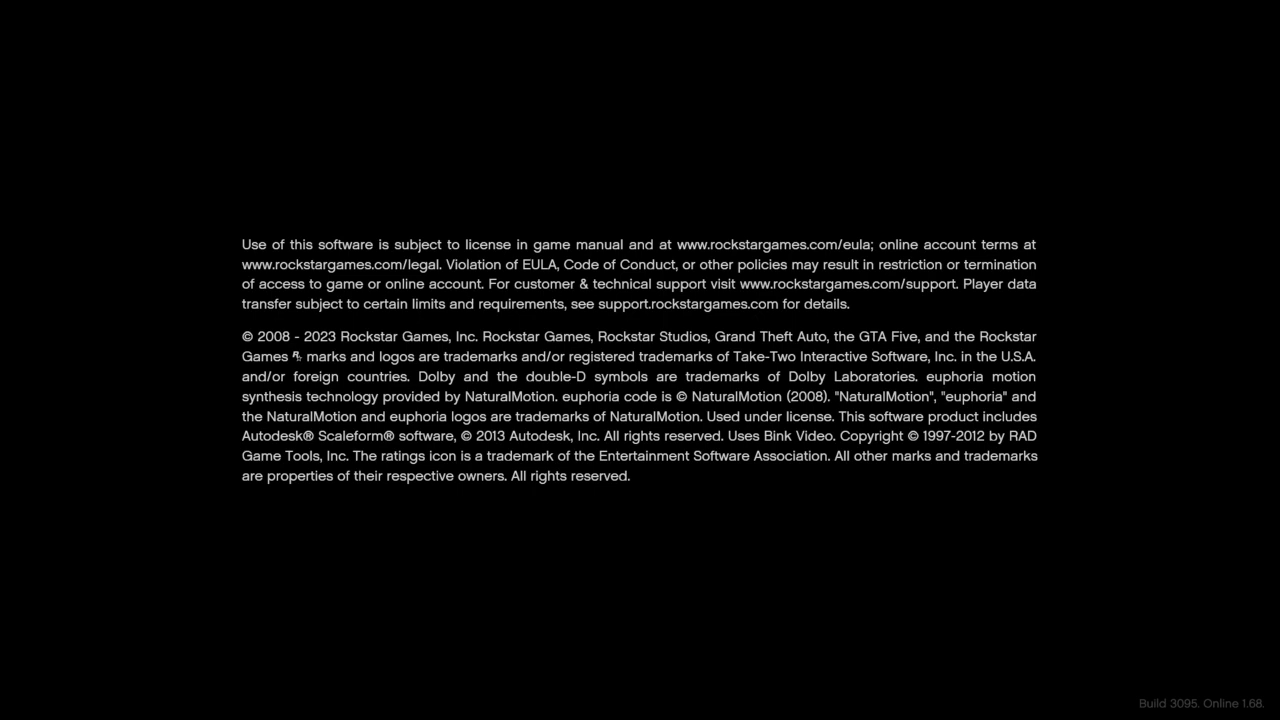 Use of this software is subject to license in game manual and at www.rockstargames.com/eula; online account terms at
www.rockstargames.com/legal. Violation of EULA, Code of Conduct, or other policies may result in restriction or termination
of access to game or online account. For customer & technical support visit www.rockstargames.com/support. Player data
transfer subject to certain limits and requirements, see support.rockstargames.com for details.
© 2008 - 2023 Rockstar Games, Inc. Rockstar Games, Rockstar Studios, Grand Theft Auto, the GTA Five, and the Rockstar
Games R* marks and logos are trademarks and/or registered trademarks of Take-Two Interactive Software, Inc. in the U.S.A.
and/or foreign countries. Dolby and the double-D symbols are trademarks of Dolby Laboratories. euphoria motion
synthesis technology provided by NaturalMotion. euphoria code is © NaturalMotion (2008). "NaturalMotion", "euphoria" and
the NaturalMotion and euphoria logos are trademarks of NaturalMotion. Used under license. This software product includes
Autodesk® Scaleform® software, © 2013 Autodesk, Inc. All rights reserved. Uses Bink Video. Copyright © 1997-2012 by RAD
Game Tools, Inc. The ratings icon is a trademark of the Entertainment Software Association. All other marks and trademarks
are properties of their respective owners. All rights reserved.
Build 3095. Online 1.68.